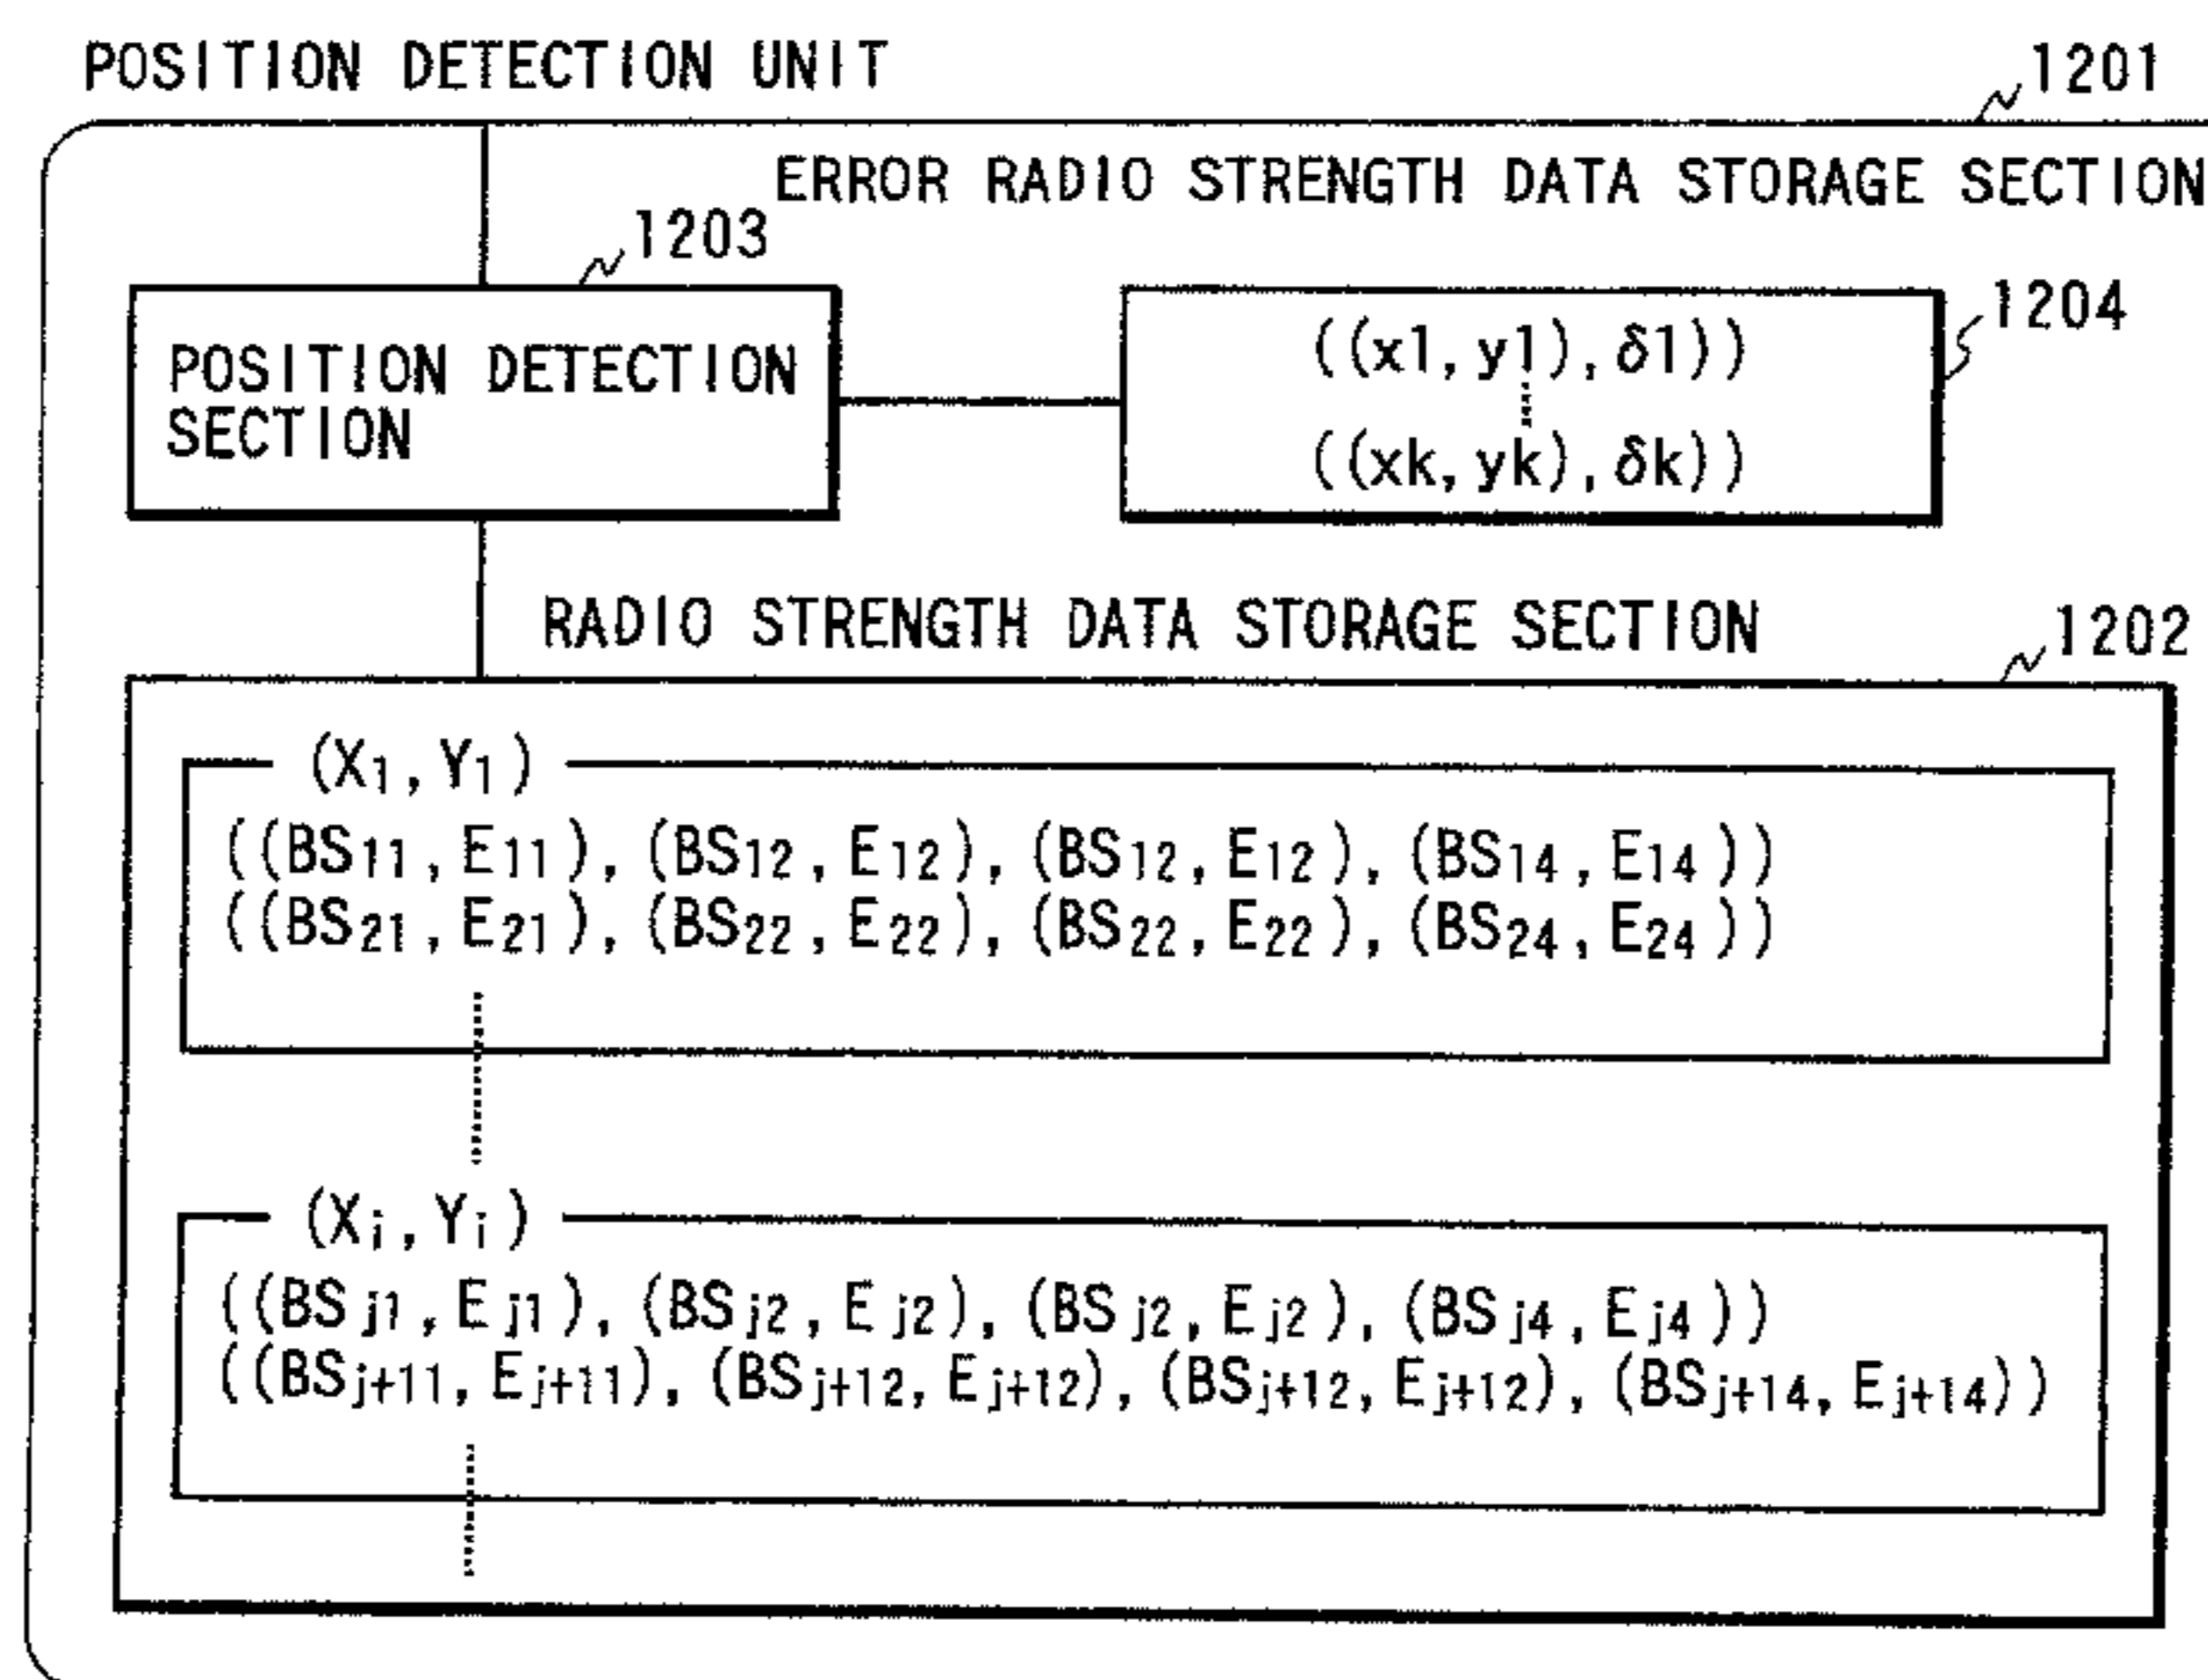 POSITION DETECTION UNIT
1201
ERROR RADIO STRENGTH DATA STORAGE SECTION
1203
1204
POSITION DETECTION
SECTION
((x1,y1),δ1))
((xk,yk),δk))
RADIO STRENGTH DATA STORAGE SECTION
1202
(X1,Y1)
((BS11,E11),(BS12,E12),(BS12,E12),(BS14,E14))
((BS21,E21),(BS22,E22),(BS22,E22),(BS24,E24))
(Xi,Yi)
((BSj1,Ej1),(BSj2,Ej2),(BSj2,Ej2),(BSj4,Ej4))
((BSj+11,Ej+11),(BSj+12,Ej+12),(BSj+12,Ej+12),(BSj+14,Ej+14))